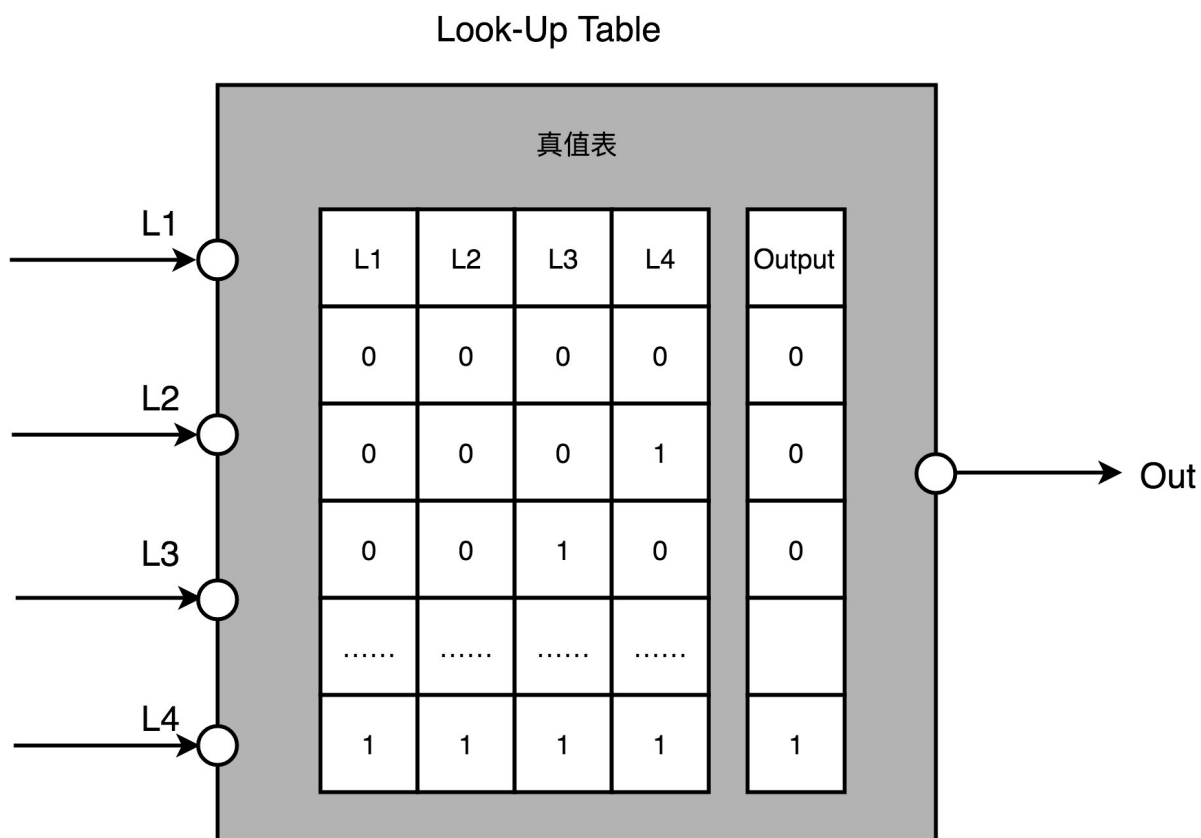 Look-Up Table
真值表
L1
L2
L3
L4
L1 L2 L3 L4 Output
0 0 0 0 0
0 0 0 1 0
0 0 1 0 0
...... ...... ...... ......
1 1 1 1 1
Out